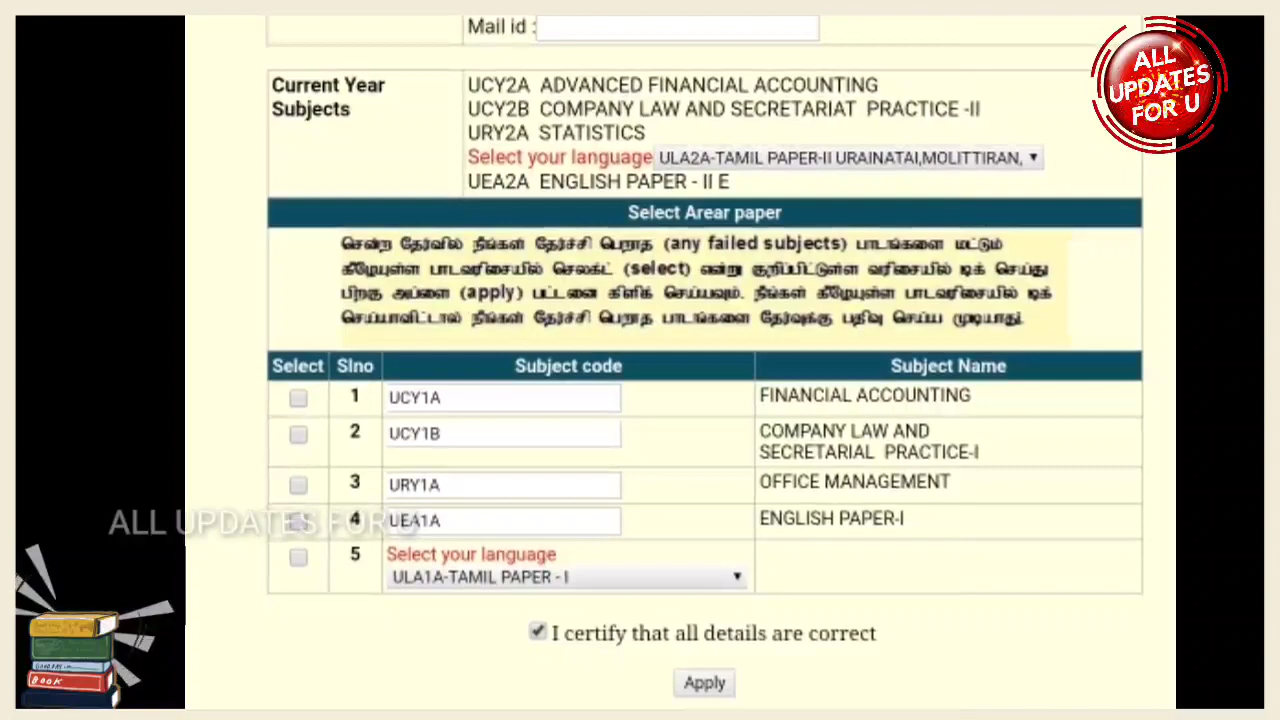 Mail id :
ALL
UPDATES
FOR U
Current Year
Subjects
UCY2A ADVANCED FINANCIAL ACCOUNTING
UCY2B COMPANY LAW AND SECRETARIAT PRACTICE -II
URY2A STATISTICS
Select your language ULA2A-TAMIL PAPER-II URAINATAI,MOLITTIRAN,
UEA2A ENGLISH PAPER - II E
Select Arear paper
சென்ற தேர்வில் நீங்கள் தேர்ச்சி பெறாத (any failed subjects) பாடங்களை மட்டும்
கீழேயுள்ள பாடவரிசையில் செலக்ட் (select) என்று குறிப்பிட்டுள்ள வரிசையில் டிக் செய்து
பிறகு அப்ளை (apply) பட்டனை கிளிக் செய்யவும். நீங்கள் கீழேயுள்ள பாடவரிசையில் டிக்
செய்யாவிட்டால் நீங்கள் தேர்ச்சி பெறாத பாடங்களை தேர்வுக்கு பதிவு செய்ய முடியாது.
Select Slno Subject code Subject Name
1 UCY1A FINANCIAL ACCOUNTING
2 UCY1B COMPANY LAW AND
SECRETARIAL PRACTICE-I
3 URY1A OFFICE MANAGEMENT
4 UEA1A ENGLISH PAPER-I
ALL UPDATES FOR U
5 Select your language
ULA1A-TAMIL PAPER - I
I certify that all details are correct
Apply
BOOK